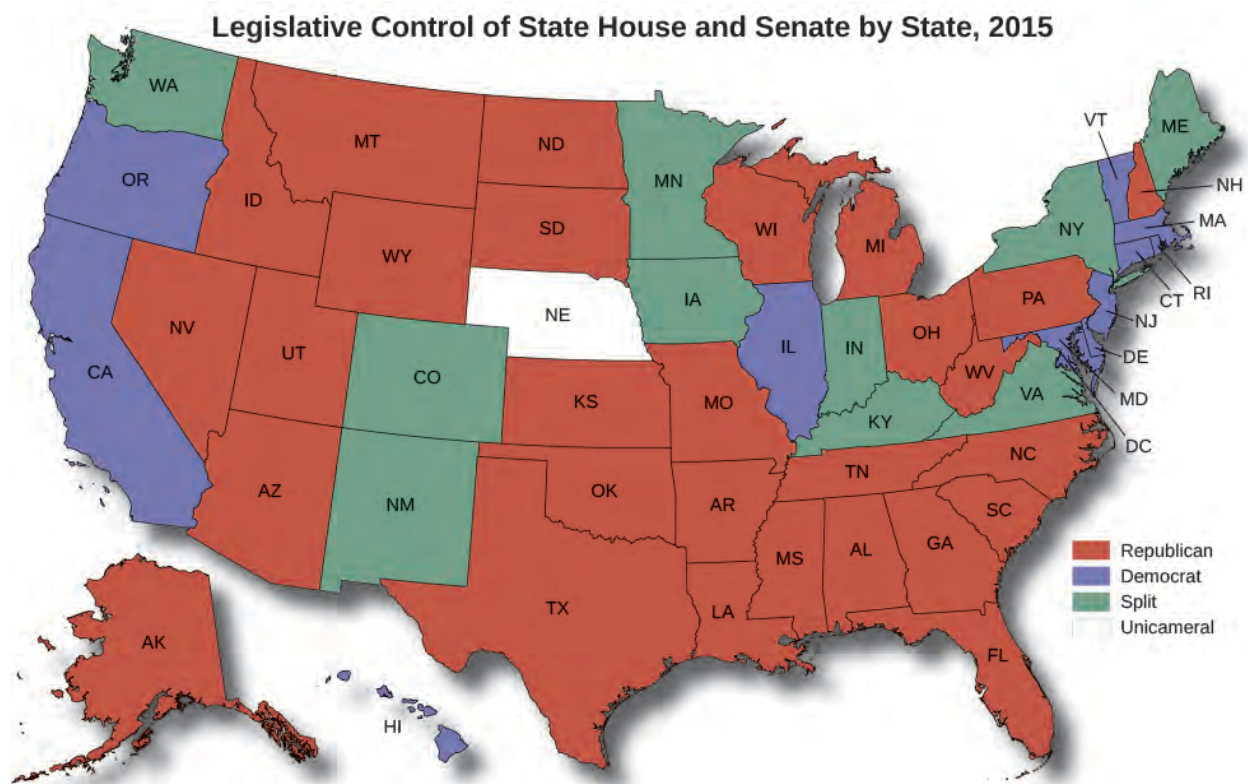 Legislative Control of State House and Senate by State, 2015
WA
ME
VT
MT
ND
OR
MN
NH
ID
MA
NY
WI
SD
MI
WY
RI
CT
PA
IA
NE
NJ
NV
OH
IL
IN
DE
UT
CA
CO
WV
MD
VA
KS
MO
KY
DC
NC
TN
AZ
OK
NM
AR
SC
GA
AL
MS
Republican
Democrat
TX
Split
LA
Unicameral
AK
FL
HI